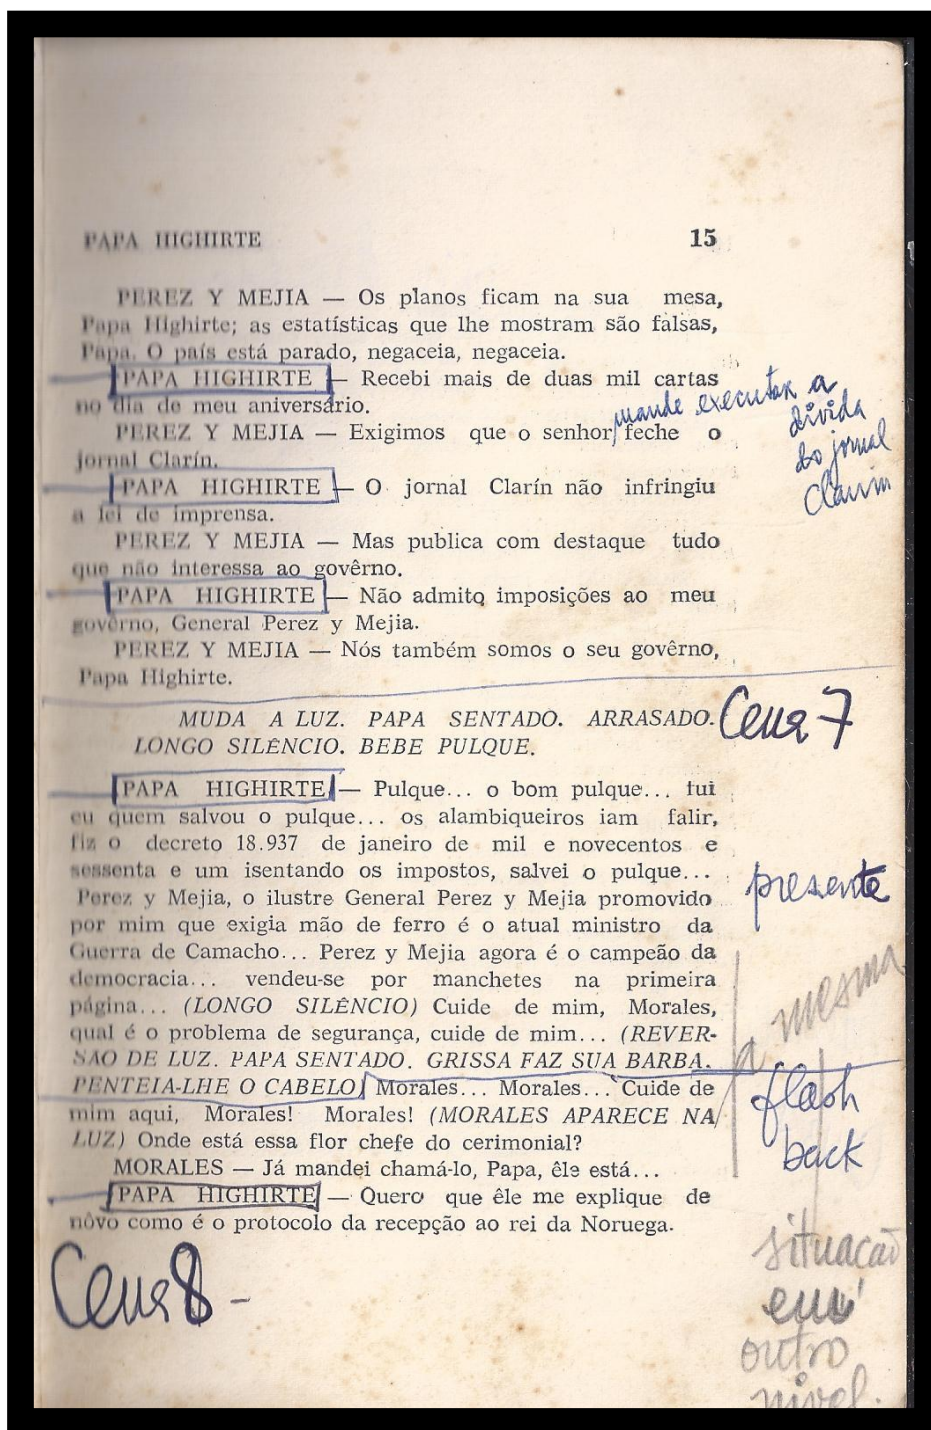 PAPA HIGHIRTE 15
PEREZ Y MEJIA — Os planos ficam na sua mesa,
Papa Highirte; as estatísticas que lhe mostram são falsas,
Papa. O país está parado, negaceia, negaceia.
PAPA HIGHIRTE — Recebi mais de duas mil cartas
no dia de meu aniversário.
mande executar a
dívida
do jornal
Clarin
PEREZ Y MEJIA — Exigimos que o senhor feche o
jornal Clarín.
PAPA HIGHIRTE — O jornal Clarín não infringiu
a lei de imprensa.
PEREZ Y MEJIA — Mas publica com destaque tudo
que não interessa ao govêrno.
PAPA HIGHIRTE — Não admito imposições ao meu
govêrno, General Perez y Mejia.
PEREZ Y MEJIA — Nós também somos o seu govêrno,
Papa Highirte.
MUDA A LUZ. PAPA SENTADO. ARRASADO.
LONGO SILÊNCIO. BEBE PULQUE.
Cena 7
PAPA HIGHIRTE — Pulque... o bom pulque... fui
eu quem salvou o pulque... os alambiqueiros iam falir,
fiz o decreto 18.937 de janeiro de mil e novecentos e
sessenta e um isentando os impostos, salvei o pulque...
Perez y Mejia, o ilustre General Perez y Mejia promovido
por mim que exigia mão de ferro é o atual ministro da
Guerra de Camacho... Perez y Mejia agora é o campeão da
democracia... vendeu-se por manchetes na primeira
página... (LONGO SILÊNCIO) Cuide de mim, Morales,
qual é o problema de segurança, cuide de mim... (REVER-
SAO DE LUZ. PAPA SENTADO. GRISSA FAZ SUA BARBA.
PENTEIA-LHE O CABELO) Morales... Morales... Cuide de
mim aqui, Morales! Morales! (MORALES APARECE NA
LUZ) Onde está essa flor chefe do cerimonial?
MORALES — Já mandei chamá-lo, Papa, êle está...
PAPA HIGHIRTE — Quero que êle me explique de
nôvo como é o protocolo da recepção ao rei da Noruega.
presente
a mesma
flash
back
situação
em
outro
nível.
Cena 8 -